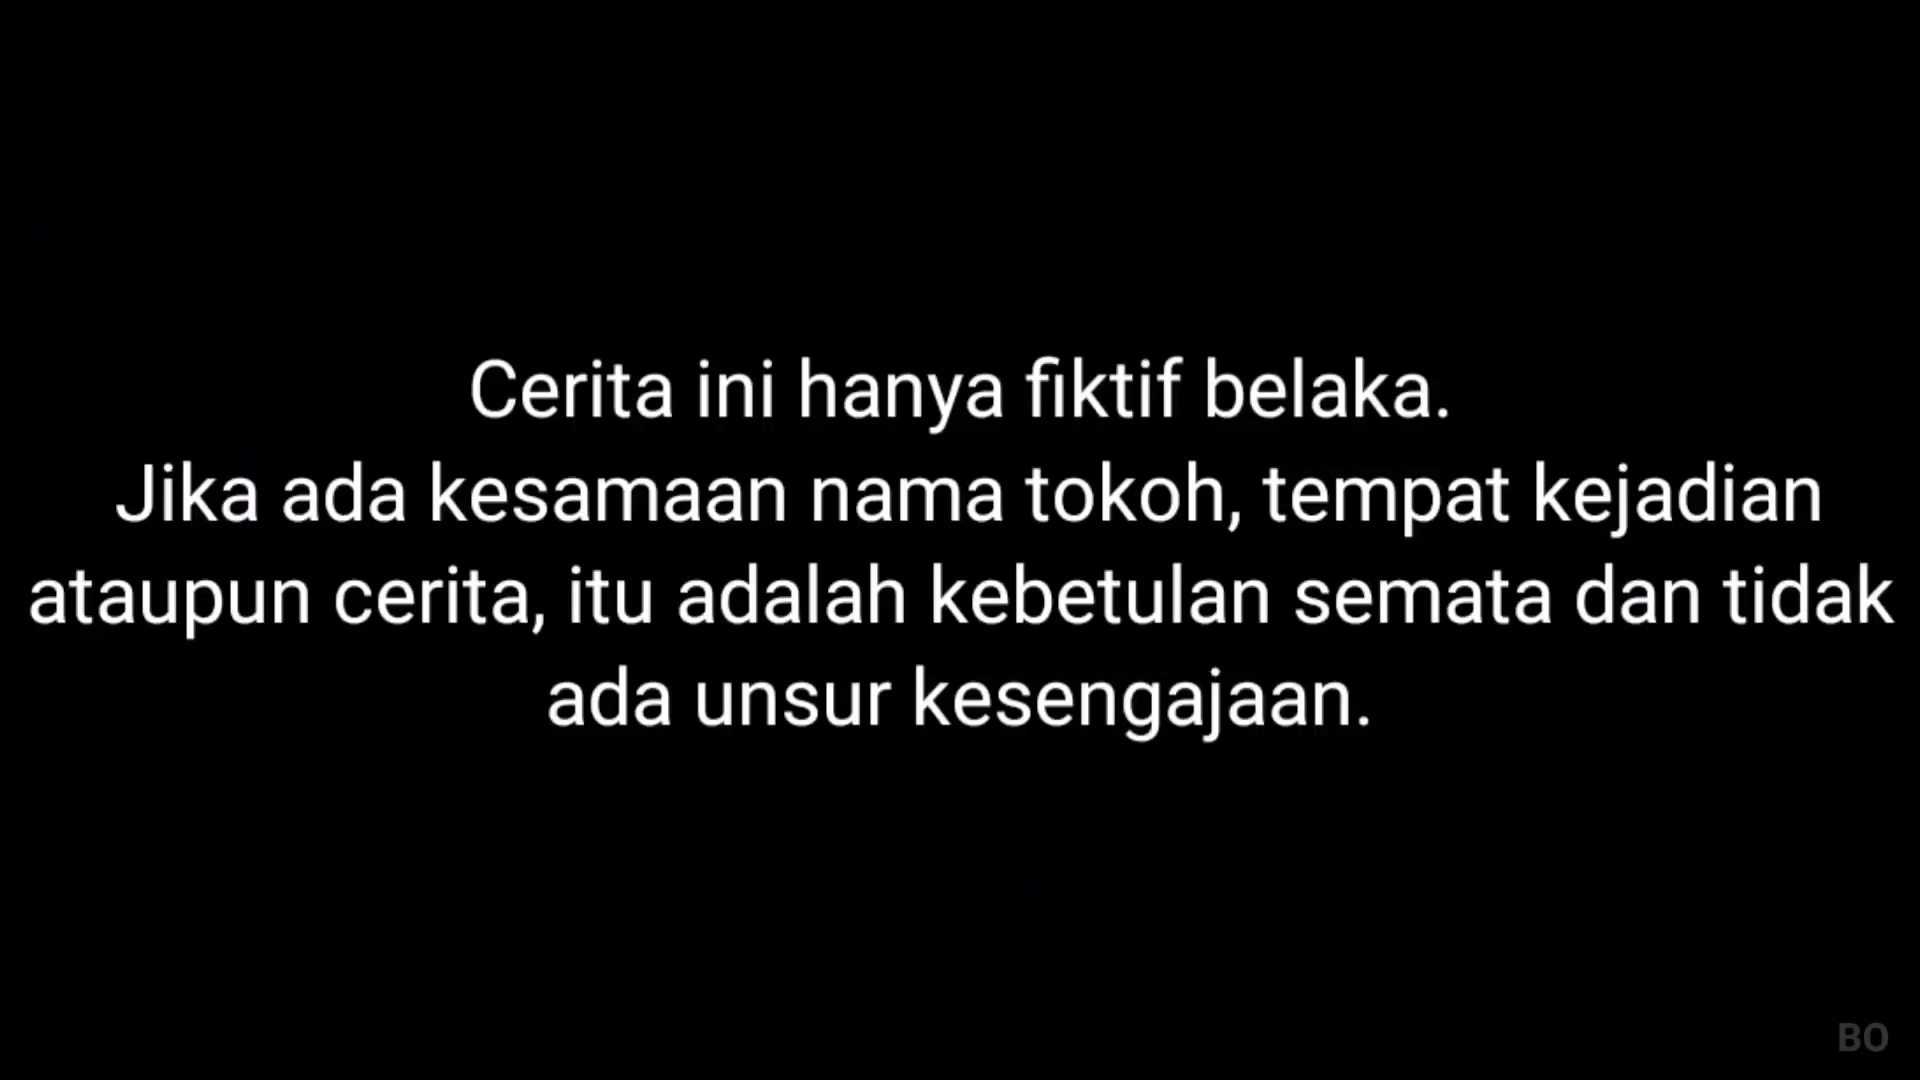 Cerita ini hanya fiktif belaka.
Jika ada kesamaan nama tokoh, tempat kejadian
ataupun cerita, itu adalah kebetulan semata dan tidak
ada unsur kesengajaan.
BO